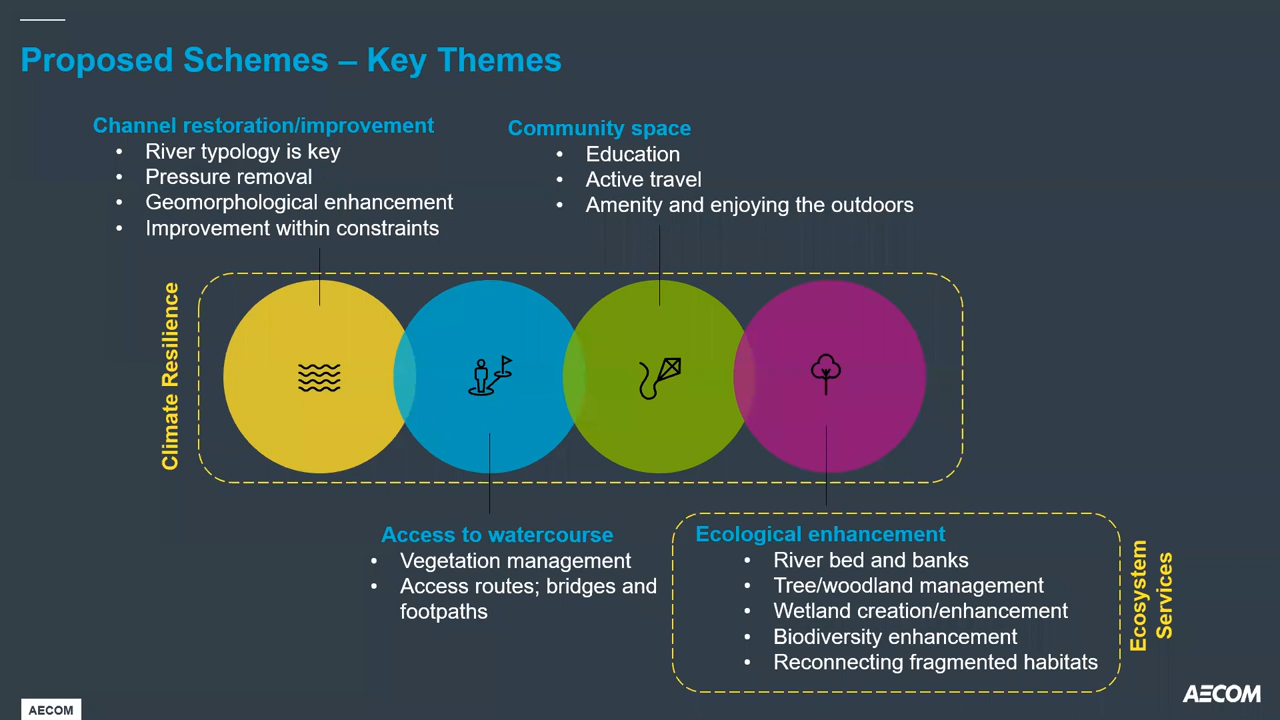 Proposed Schemes – Key Themes
Channel restoration/improvement
• River typology is key
• Pressure removal
• Geomorphological enhancement
• Improvement within constraints
Community space
• Education
• Active travel
• Amenity and enjoying the outdoors
Climate Resilience
Access to watercourse
• Vegetation management
• Access routes; bridges and
footpaths
Ecological enhancement
• River bed and banks
• Tree/woodland management
• Wetland creation/enhancement
• Biodiversity enhancement
• Reconnecting fragmented habitats
Ecosystem
Services
AECOM
AECOM